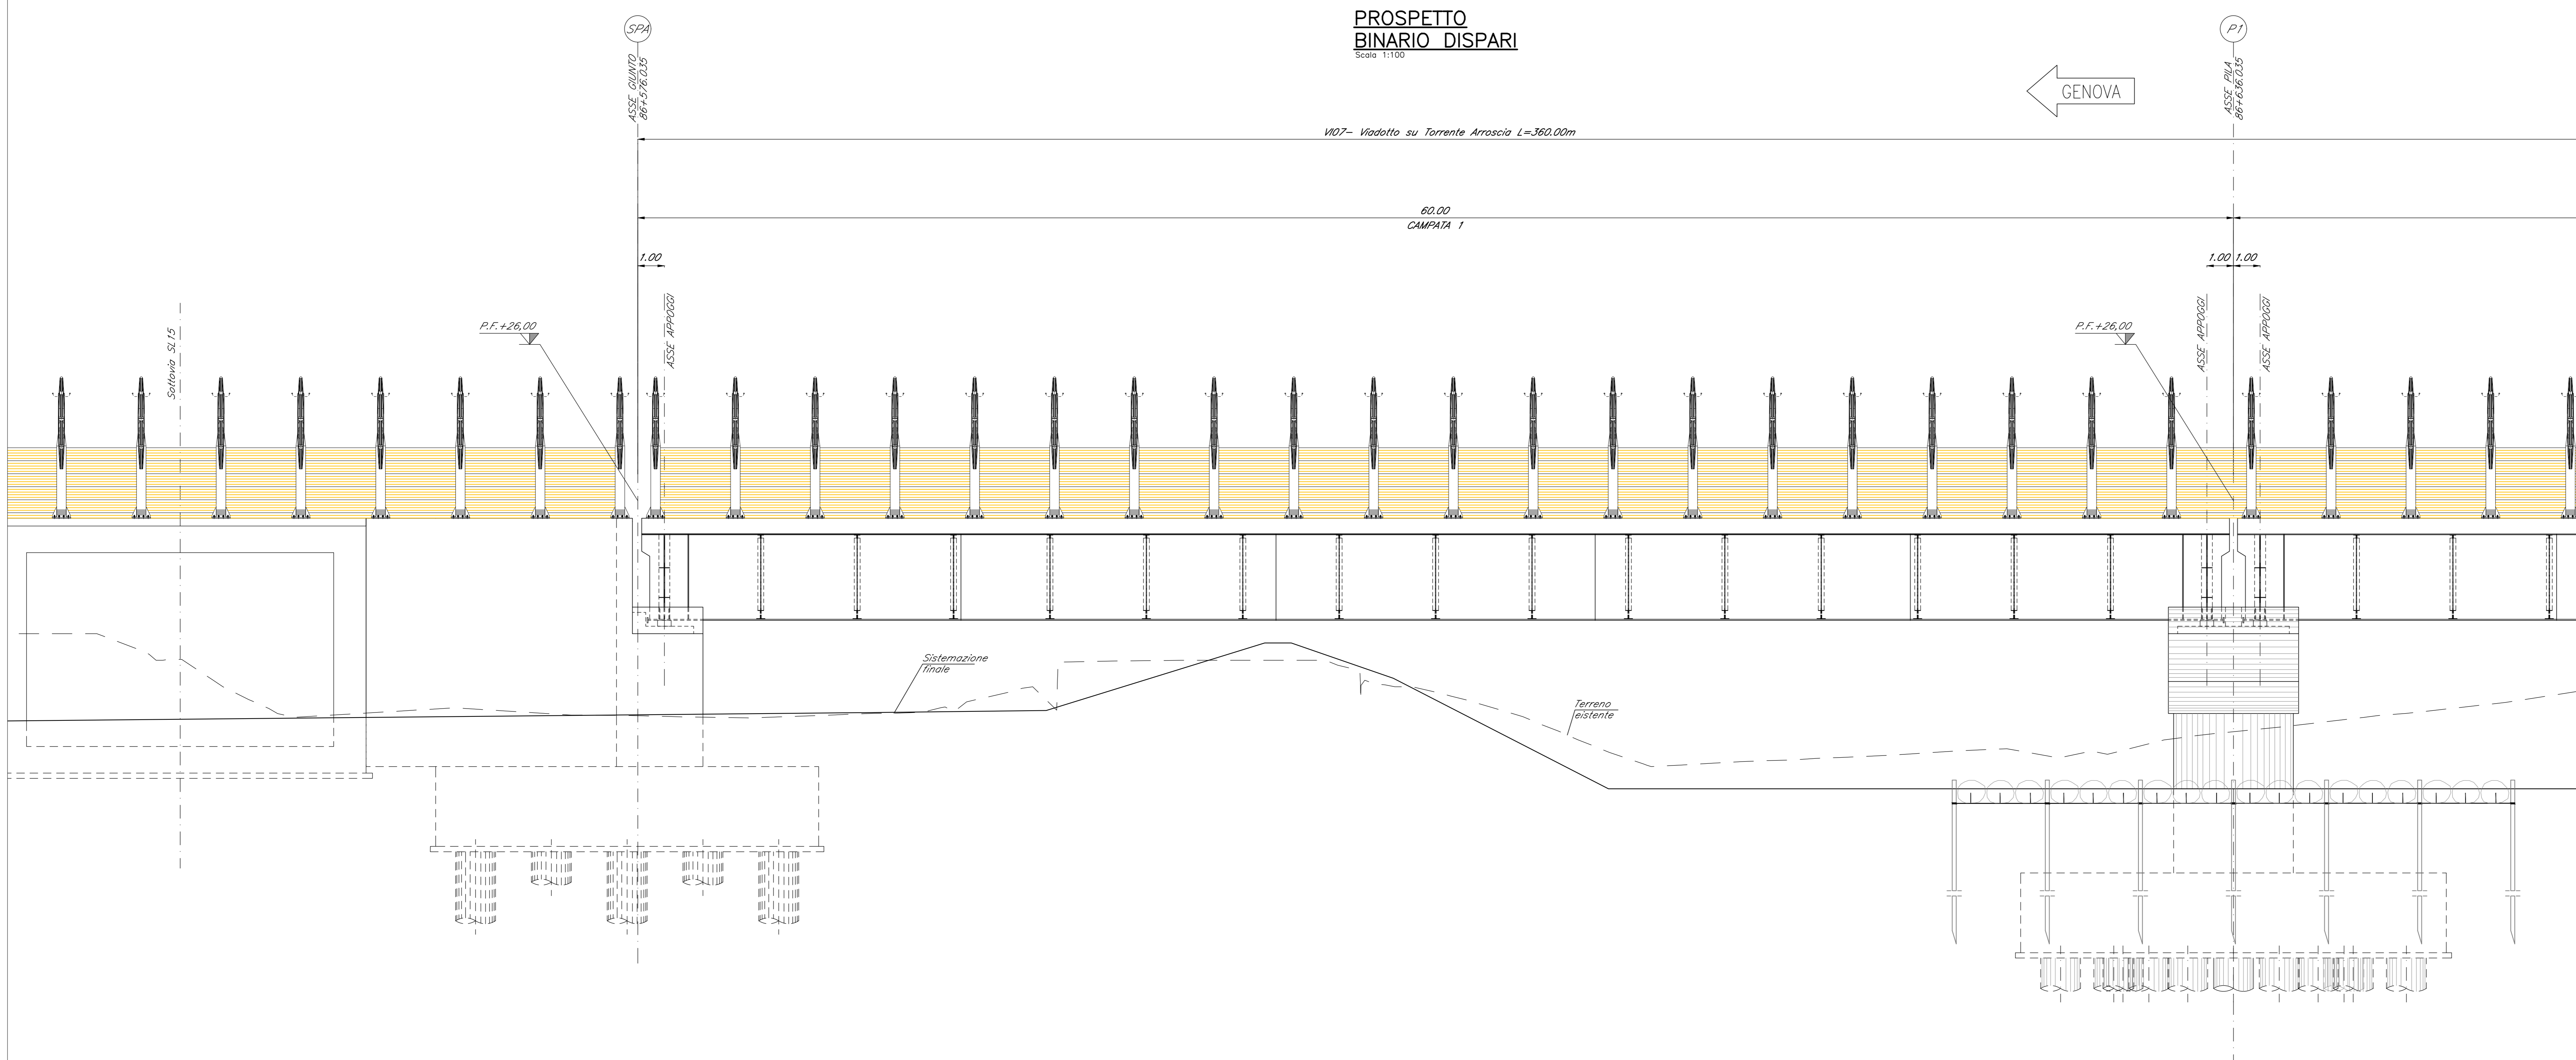 PROSPETTO
BINARIO DISPARI
Scala 1:100
SPA
P1
ASSE GIUNTO
86+576.035
ASSE PILA
86+636.035
GENOVA
VI07- Viadotto su Torrente Arroscia L=360.00m
60.00
CAMPATA 1
1.00
1.00
1.00
Sottovia SL15
P.F.+26,00
ASSE APPOGGI
P.F.+26,00
ASSE APPOGGI
ASSE APPOGGI
Sistemazione
finale
Terreno
eistente